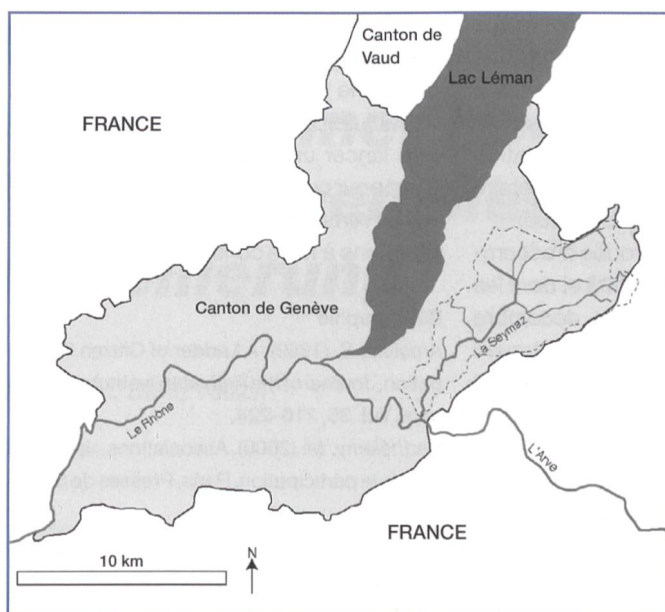 Canton de
Vaud
Lac Léman
FRANCE
Canton de Genève
La Seymaz
Le Rhône
L'Arve
FRANCE
10 km
N